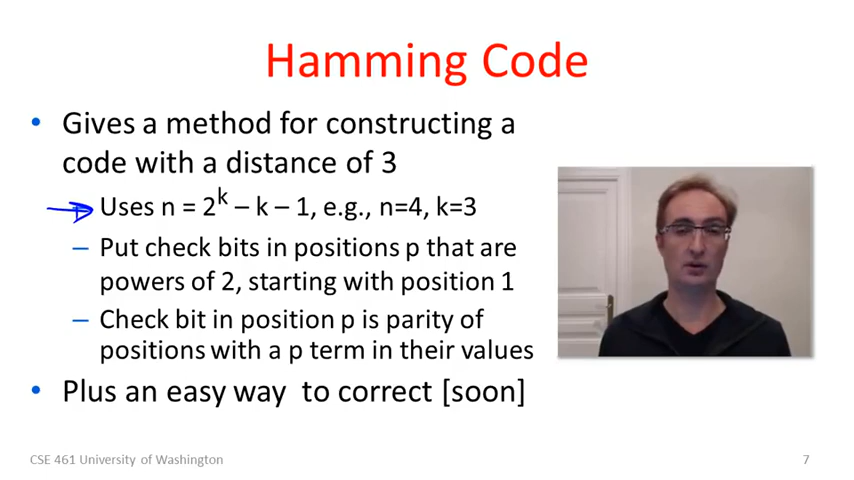 Hamming Code
• Gives a method for constructing a
code with a distance of 3
Uses n = 2^k – k – 1, e.g., n=4, k=3
– Put check bits in positions p that are
powers of 2, starting with position 1
– Check bit in position p is parity of
positions with a p term in their values
• Plus an easy way to correct [soon]
CSE 461 University of Washington
7